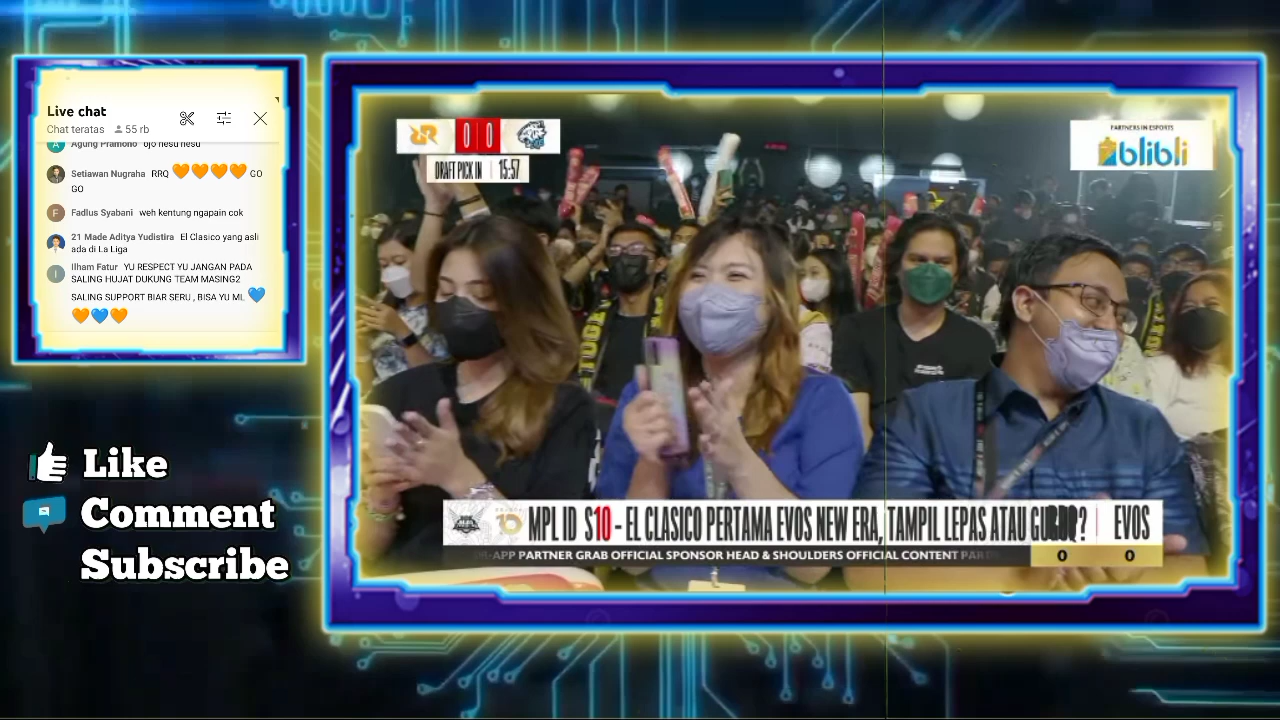 Live chat
Chat teratas 55 rb
Agung Pramono ojo nesu nesu
Setiawan Nugraha RRQ 🧡🧡🧡🧡 GO
GO
F Fadlus Syabani weh kentung ngapain cok
21 Made Aditya Yudistira El Clasico yang asli
ada di La Liga
I Ilham Fatur YU RESPECT YU JANGAN PADA
SALING HUJAT DUKUNG TEAM MASING2
SALING SUPPORT BIAR SERU , BISA YU ML 💙
🧡💙🧡
Like
Comment
Subscribe
0 0
DRAFT PICK IN 15:57
PARTNERS IN ESPORTS
blibli
MPL ID S10 – EL CLASICO PERTAMA EVOS NEW ERA, TAMPIL LEPAS ATAU
EVOS
-APP PARTNER GRAB OFFICIAL SPONSOR HEAD & SHOULDERS OFFICIAL CONTENT
0 0